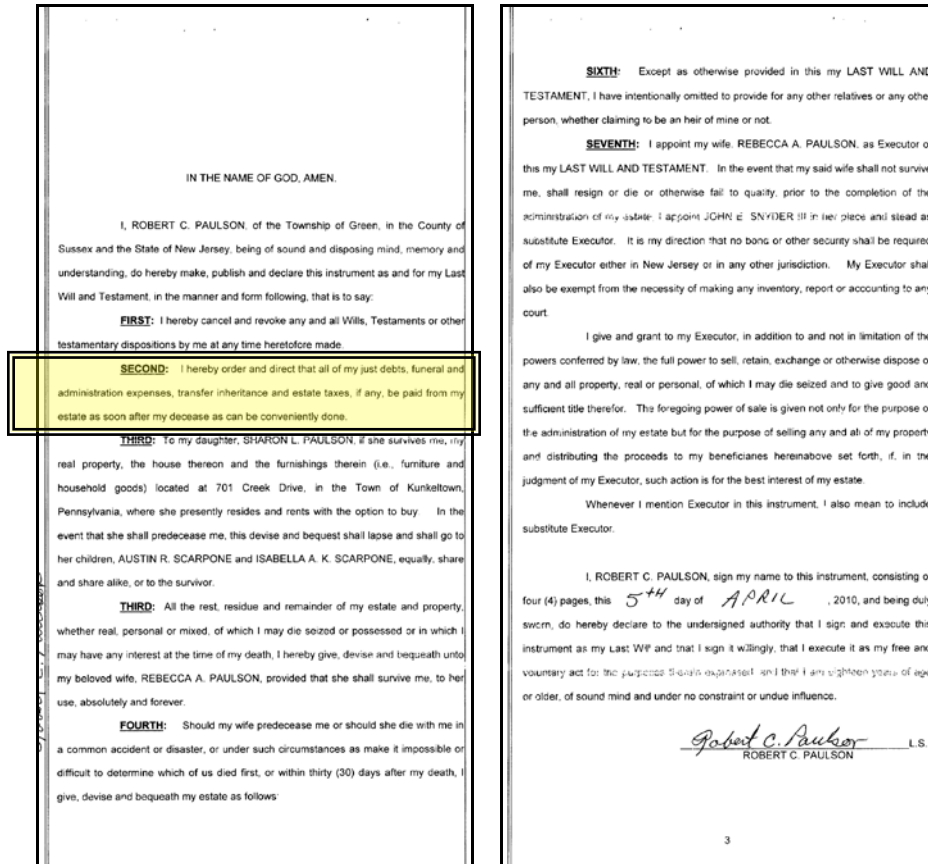 IN THE NAME OF GOD, AMEN.
I, ROBERT C. PAULSON, of the Township of Green, in the County of
Sussex and the State of New Jersey, being of sound and disposing mind, memory and
understanding, do hereby make, publish and declare this instrument as and for my Last
Will and Testament, in the manner and form following, that is to say:
FIRST: I hereby cancel and revoke any and all Wills, Testaments or other
testamentary dispositions by me at any time heretofore made.
SECOND: I hereby order and direct that all of my just debts, funeral and
administration expenses, transfer inheritance and estate taxes, if any, be paid from my
estate as soon after my decease as can be conveniently done.
THIRD: To my daughter, SHARON L. PAULSON, if she survives me, my
real property, the house thereon and the furnishings therein (i.e., furniture and
household goods) located at 701 Creek Drive, in the Town of Kunkeltown,
Pennsylvania, where she presently resides and rents with the option to buy. In the
event that she shall predecease me, this devise and bequest shall lapse and shall go to
her children, AUSTIN R. SCARPONE and ISABELLA A. K. SCARPONE, equally, share
and share alike, or to the survivor.
THIRD: All the rest, residue and remainder of my estate and property,
whether real, personal or mixed, of which I may die seized or possessed or in which I
may have any interest at the time of my death, I hereby give, devise and bequeath unto
my beloved wife, REBECCA A. PAULSON, provided that she shall survive me, to her
use, absolutely and forever.
FOURTH: Should my wife predecease me or should she die with me in
a common accident or disaster, or under such circumstances as make it impossible or
difficult to determine which of us died first, or within thirty (30) days after my death, I
give, devise and bequeath my estate as follows:
SIXTH: Except as otherwise provided in this my LAST WILL AND
TESTAMENT, I have intentionally omitted to provide for any other relatives or any othe
person, whether claiming to be an heir of mine or not.
SEVENTH: I appoint my wife, REBECCA A. PAULSON, as Executor o
this my LAST WILL AND TESTAMENT. In the event that my said wife shall not survive
me, shall resign or die or otherwise fail to qualify, prior to the completion of the
administration of my estate, I appoint JOHN E. SNYDER III in her place and stead as
substitute Executor. It is my direction that no bond or other security shall be required
of my Executor either in New Jersey or in any other jurisdiction. My Executor shal
also be exempt from the necessity of making any inventory, report or accounting to any
court.
I give and grant to my Executor, in addition to and not in limitation of the
powers conferred by law, the full power to sell, retain, exchange or otherwise dispose o
any and all property, real or personal, of which I may die seized and to give good and
sufficient title therefor. The foregoing power of sale is given not only for the purpose o
the administration of my estate but for the purpose of selling any and all of my property
and distributing the proceeds to my beneficiaries hereinabove set forth, if, in the
judgment of my Executor, such action is for the best interest of my estate.
Whenever I mention Executor in this instrument, I also mean to include
substitute Executor.
I, ROBERT C. PAULSON, sign my name to this instrument, consisting o
four (4) pages, this 5TH day of APRIL, 2010, and being duly
sworn, do hereby declare to the undersigned authority that I sign and execute this
instrument as my Last Will and that I sign it willingly, that I execute it as my free and
voluntary act for the purposes therein expressed, and that I am eighteen years of age
or older, of sound mind and under no constraint or undue influence.
Robert C. Paulson L.S.
ROBERT C. PAULSON
3